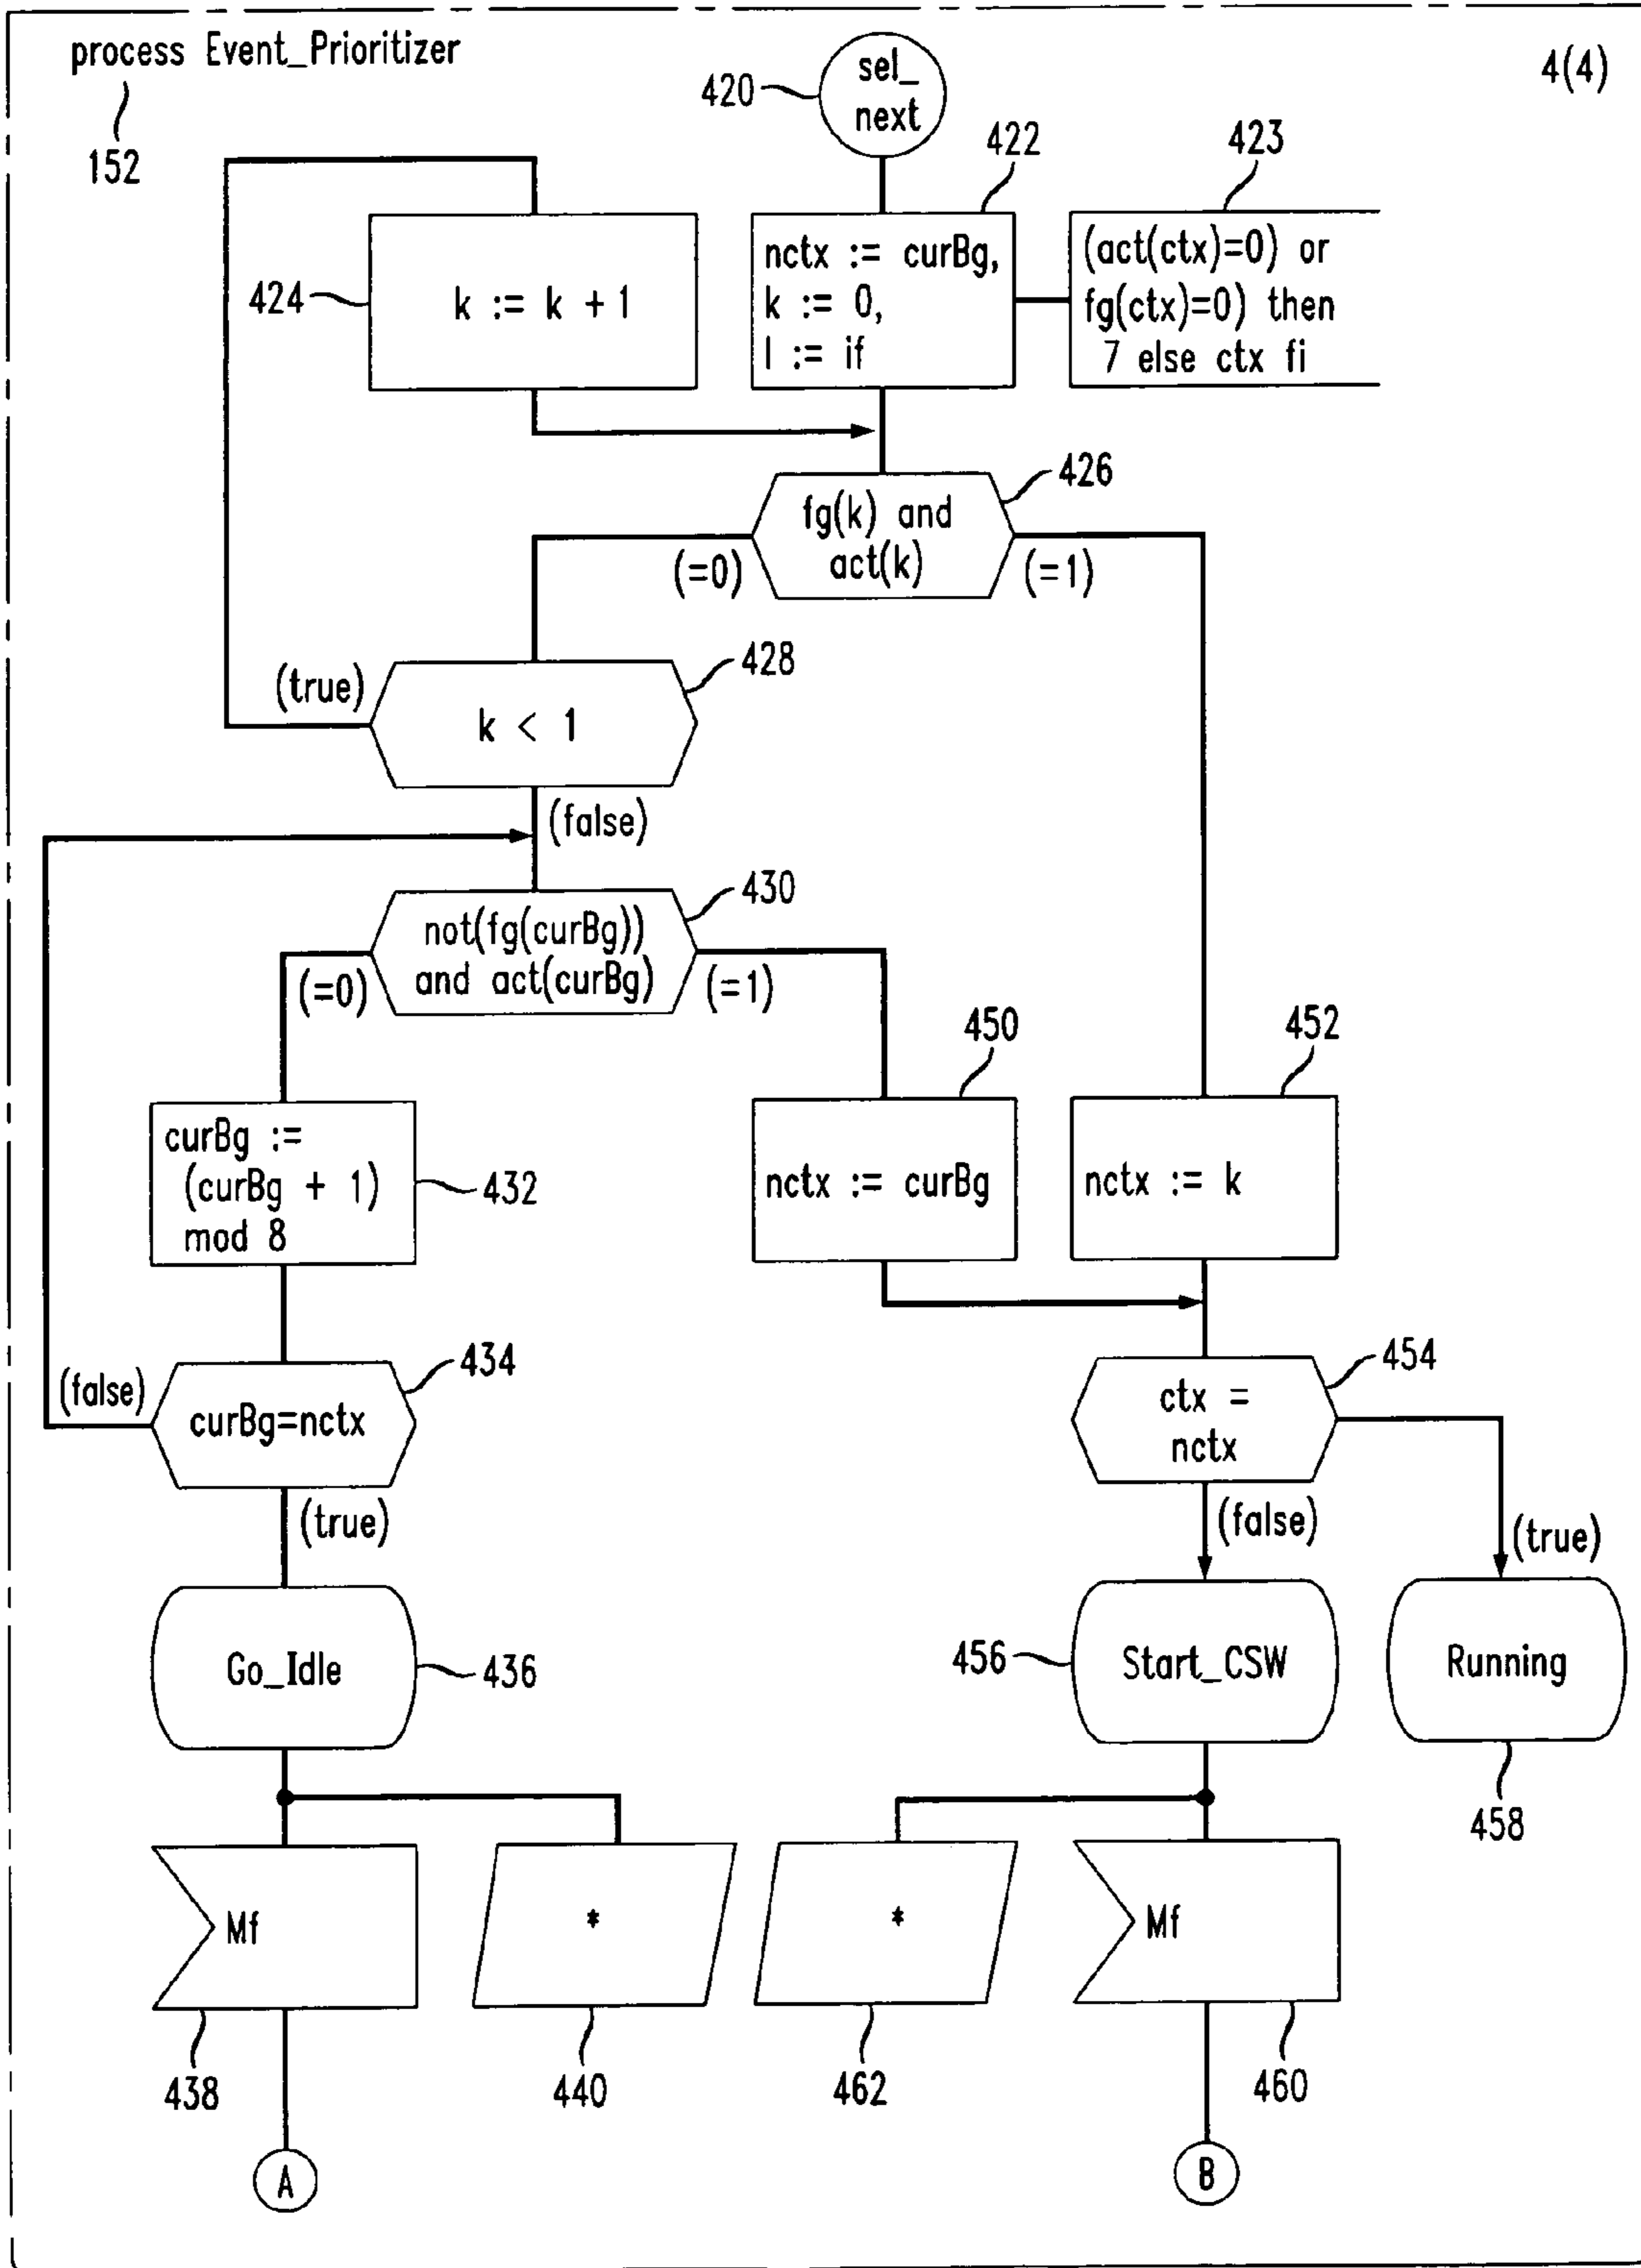 process Event_Prioritizer
152
4(4)
420
sel_
next
422
423
424
k := k + 1
nctx := curBg,
k := 0,
l := if
(act(ctx)=0) or
fg(ctx)=0) then
7 else ctx fi
426
fg(k) and
act(k)
(=0)
(=1)
428
(true)
k < 1
(false)
430
not(fg(curBg))
and act(curBg)
(=0)
(=1)
450
452
curBg :=
(curBg + 1)
mod 8
432
nctx := curBg
nctx := k
434
(false)
curBg=nctx
(true)
454
ctx =
nctx
(false)
(true)
Go_Idle
436
456
Start_CSW
Running
458
Mf
*
*
Mf
438
440
462
460
A
B